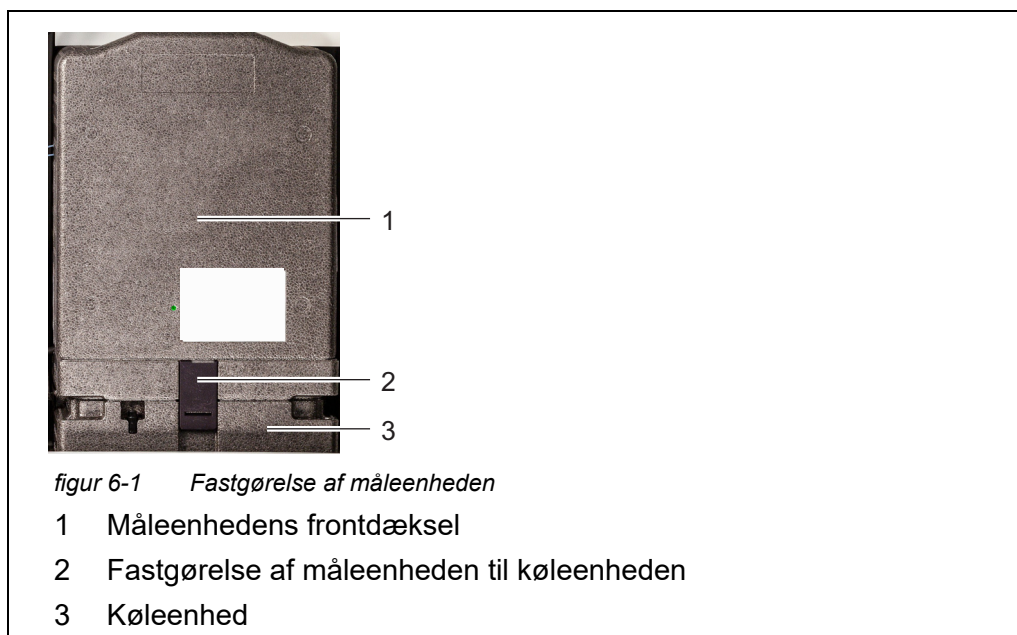 1
2
3
figur 6-1 Fastgørelse af måleenheden
1 Måleenhedens frontdæksel
2 Fastgørelse af måleenheden til køleenheden
3 Køleenhed